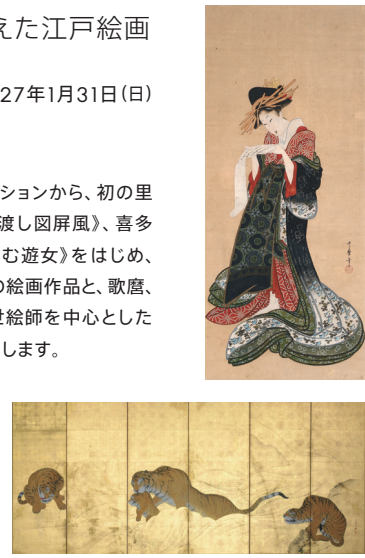 えた江戸絵画
27年1月31日(日)
ションから、初の里
渡し図屏風》、喜多
む遊女》をはじめ、
の絵画作品と、歌麿、
世絵師を中心とした
します。